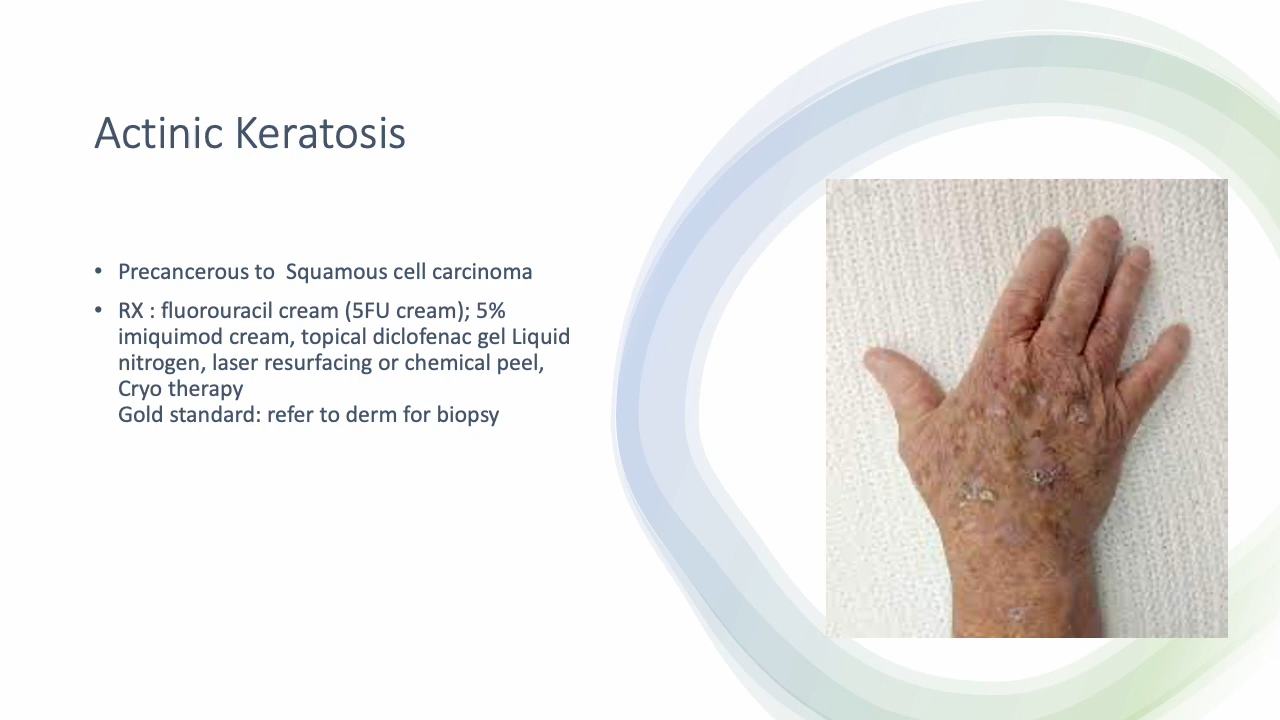 Actinic Keratosis
• Precancerous to  Squamous cell carcinoma
• RX : fluorouracil cream (5FU cream); 5%
imiquimod cream, topical diclofenac gel Liquid
nitrogen, laser resurfacing or chemical peel,
Cryo therapy
Gold standard: refer to derm for biopsy